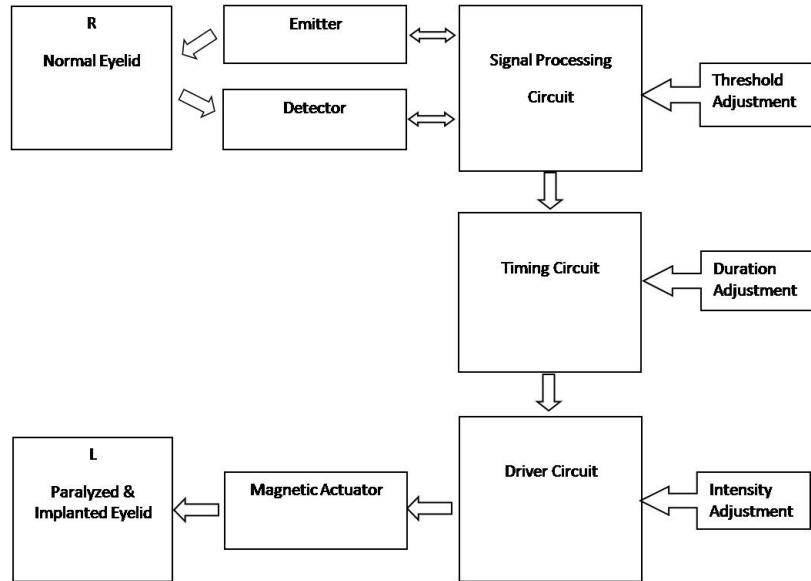 R
Normal Eyelid
Emitter
Detector
Signal Processing
Circuit
Threshold
Adjustment
Timing Circuit
Duration
Adjustment
L
Paralyzed &
Implanted Eyelid
Magnetic Actuator
Driver Circuit
Intensity
Adjustment